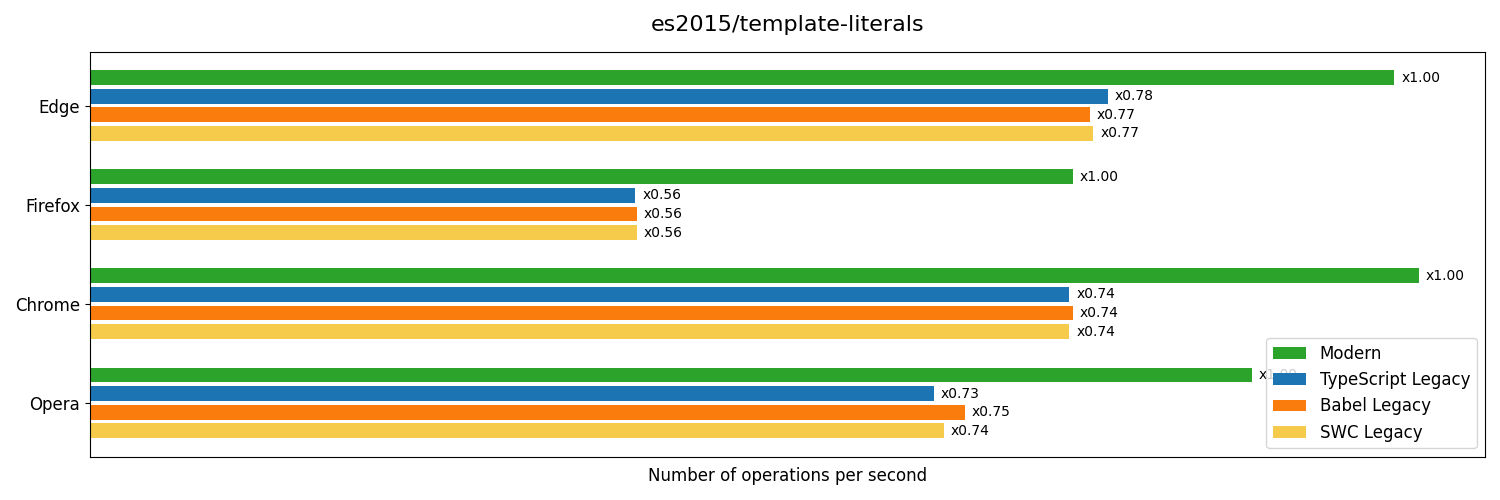 es2015/template-literals
Edge
x1.00
x0.78
x0.77
x0.77
Firefox
x1.00
x0.56
x0.56
x0.56
Chrome
x1.00
x0.74
x0.74
x0.74
Opera
x0.73
x0.75
x0.74
Modern
TypeScript Legacy
Babel Legacy
SWC Legacy
Number of operations per second